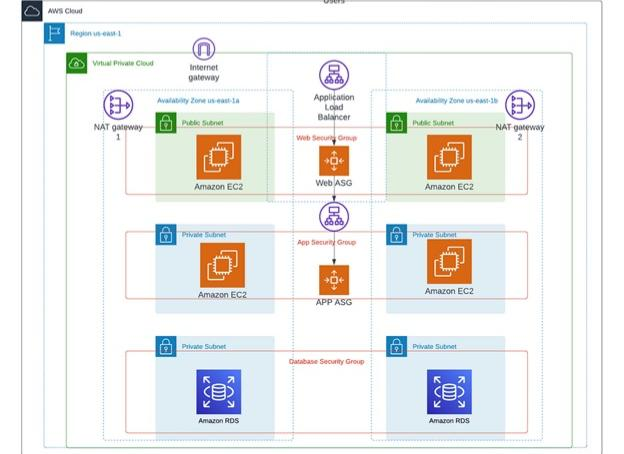 Users
AWS Cloud
Region us-east-1
Virtual Private Cloud
Internet
gateway
Availability Zone us-east-1a
Application
Load
Balancer
Availability Zone us-east-1b
NAT gateway
1
Public Subnet
Public Subnet
NAT gateway
2
Web Security Group
Amazon EC2
Web ASG
Amazon EC2
Private Subnet
Private Subnet
App Security Group
Amazon EC2
APP ASG
Amazon EC2
Private Subnet
Private Subnet
Database Security Group
Amazon RDS
Amazon RDS